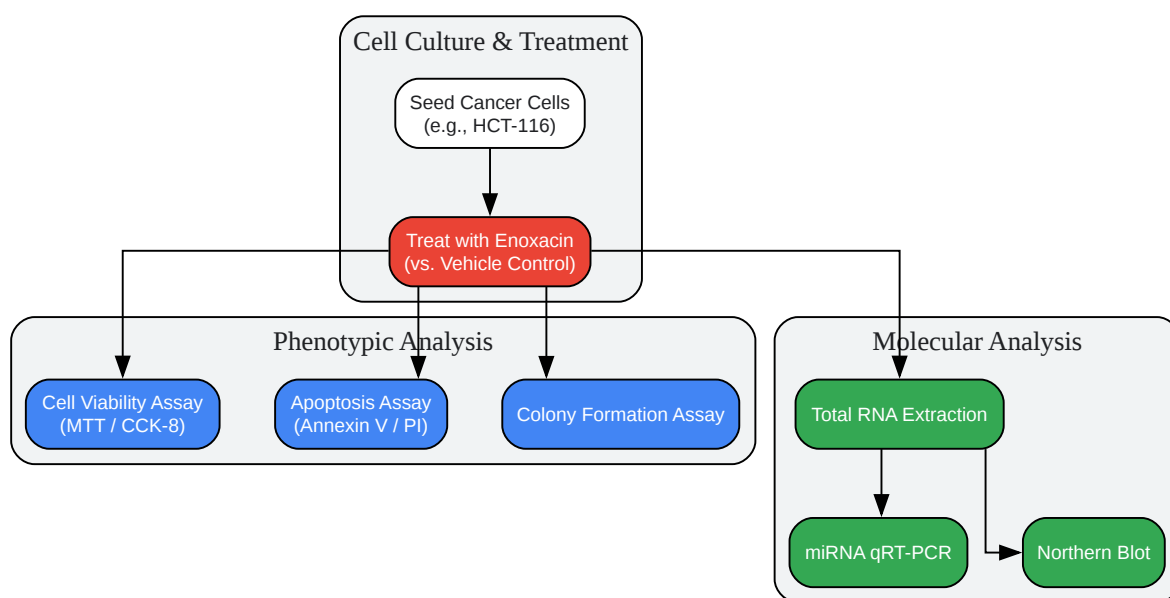 Cell Culture & Treatment
Seed Cancer Cells
(e.g., HCT-116)
Treat with Enoxacin
(vs. Vehicle Control)
Phenotypic Analysis
Cell Viability Assay
(MTT / CCK-8)
Apoptosis Assay
(Annexin V / PI)
Colony Formation Assay
Molecular Analysis
Total RNA Extraction
miRNA qRT-PCR
Northern Blot